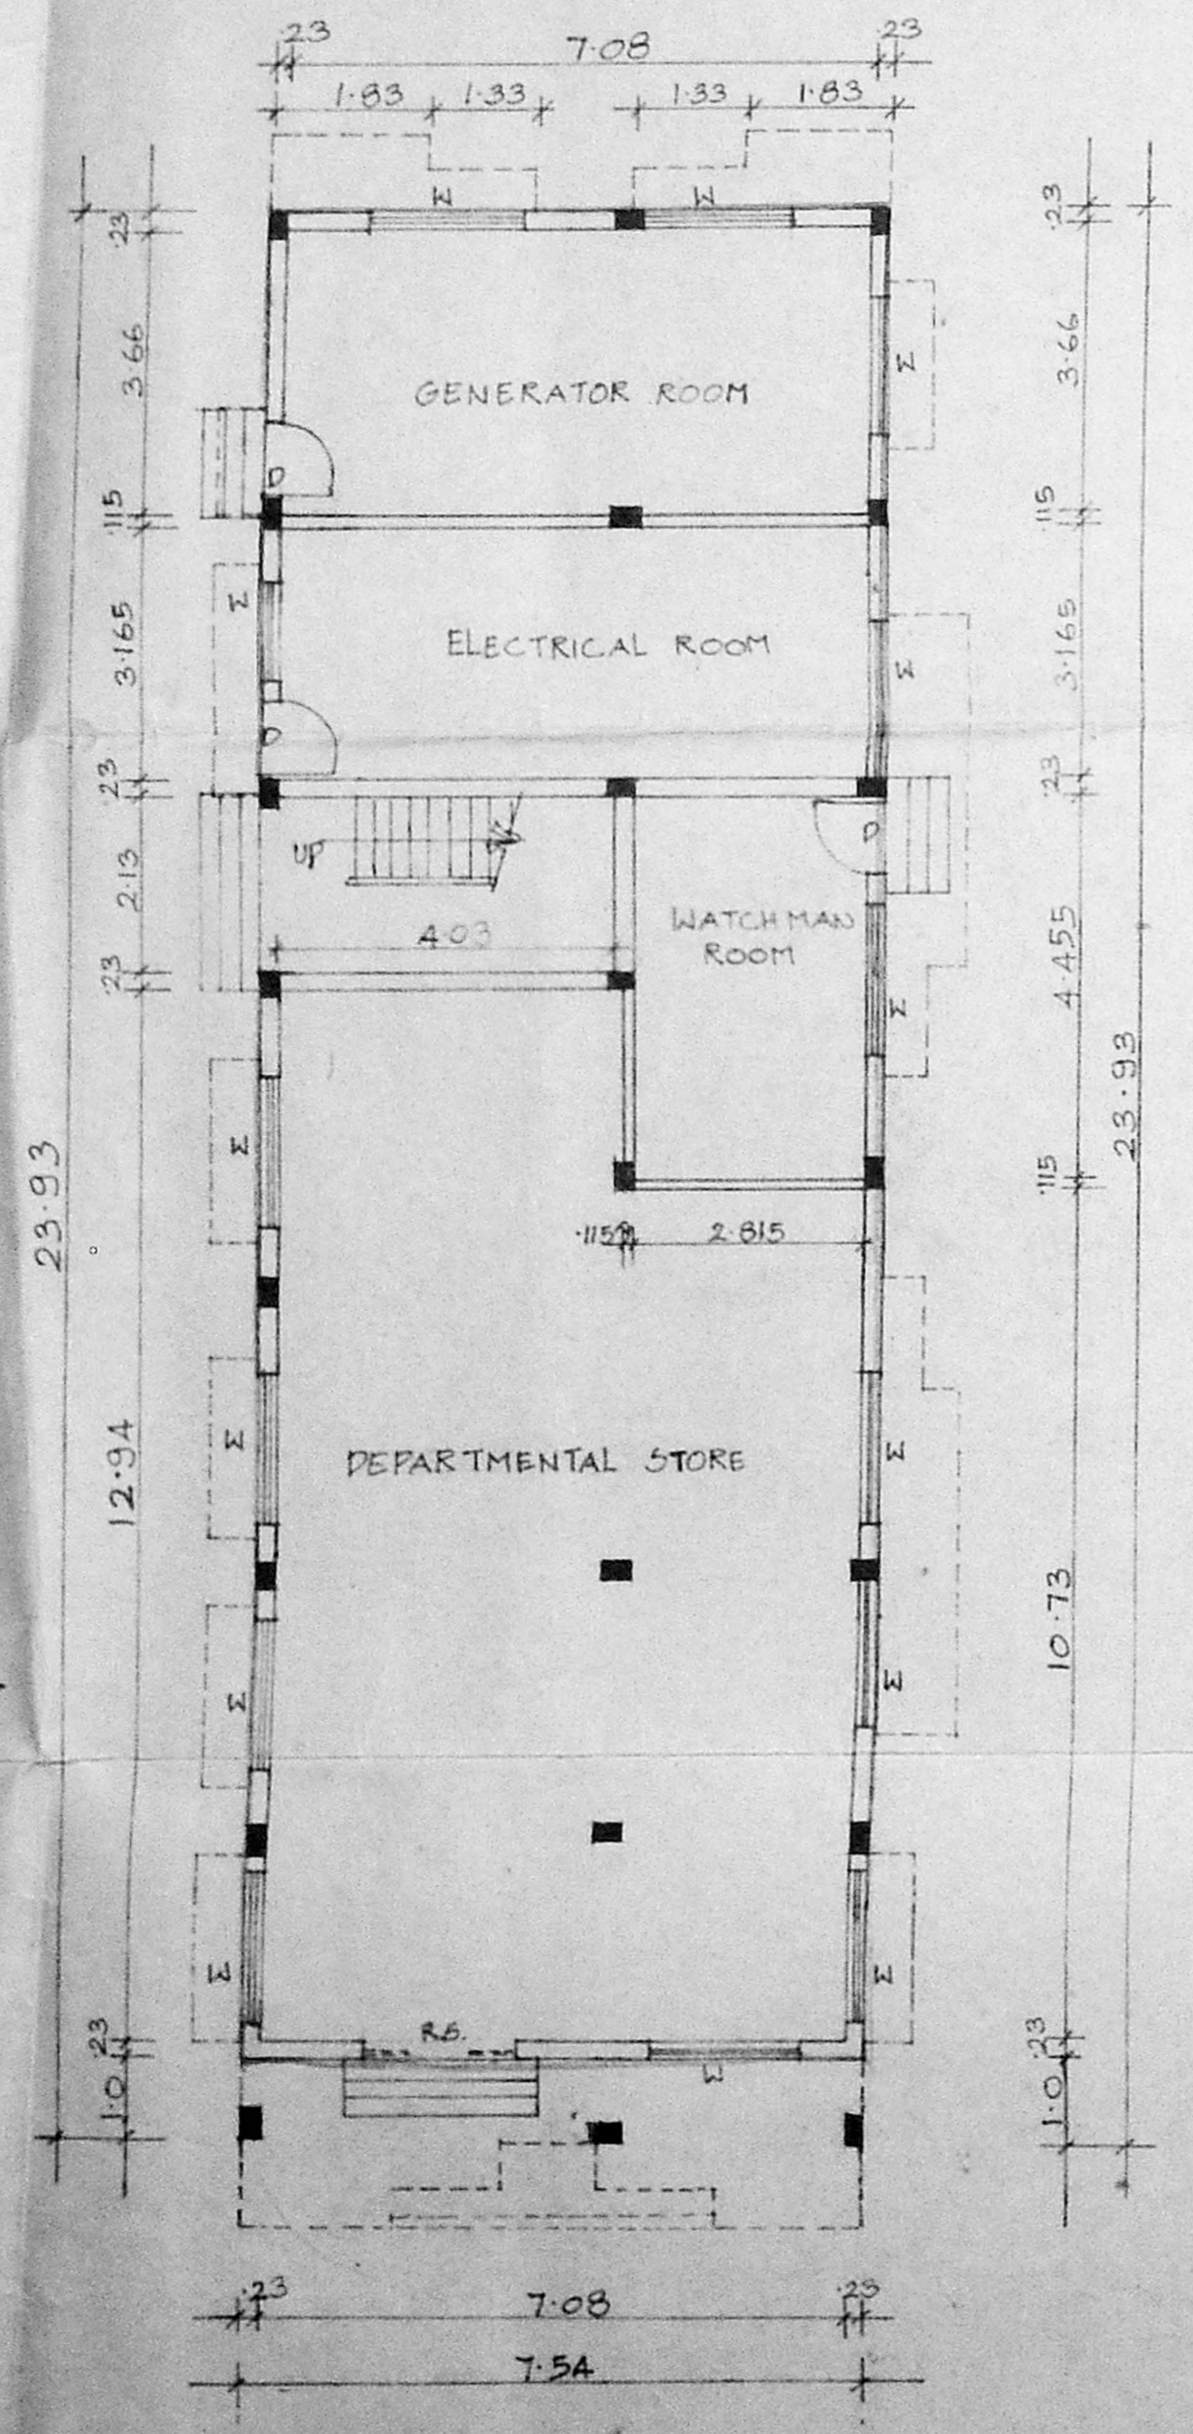 .23 7.08 .23
1.83 1.33 1.33 1.83
W W
.23 .23
3.66 3.66
W
GENERATOR ROOM
D
.115 .115
W
3.165 3.165
ELECTRICAL ROOM
W
D
.23 .23
UP
D
2.13
WATCHMAN
ROOM
4.03
4.455
.23
W
23.93
23.93
W
.115
.115 2.815
W
W
12.94
DEPARTMENTAL STORE
10.73
W
W
W
W
R.S.
.23 .23
W
1.0 1.0
.23 7.08 .23
7.54